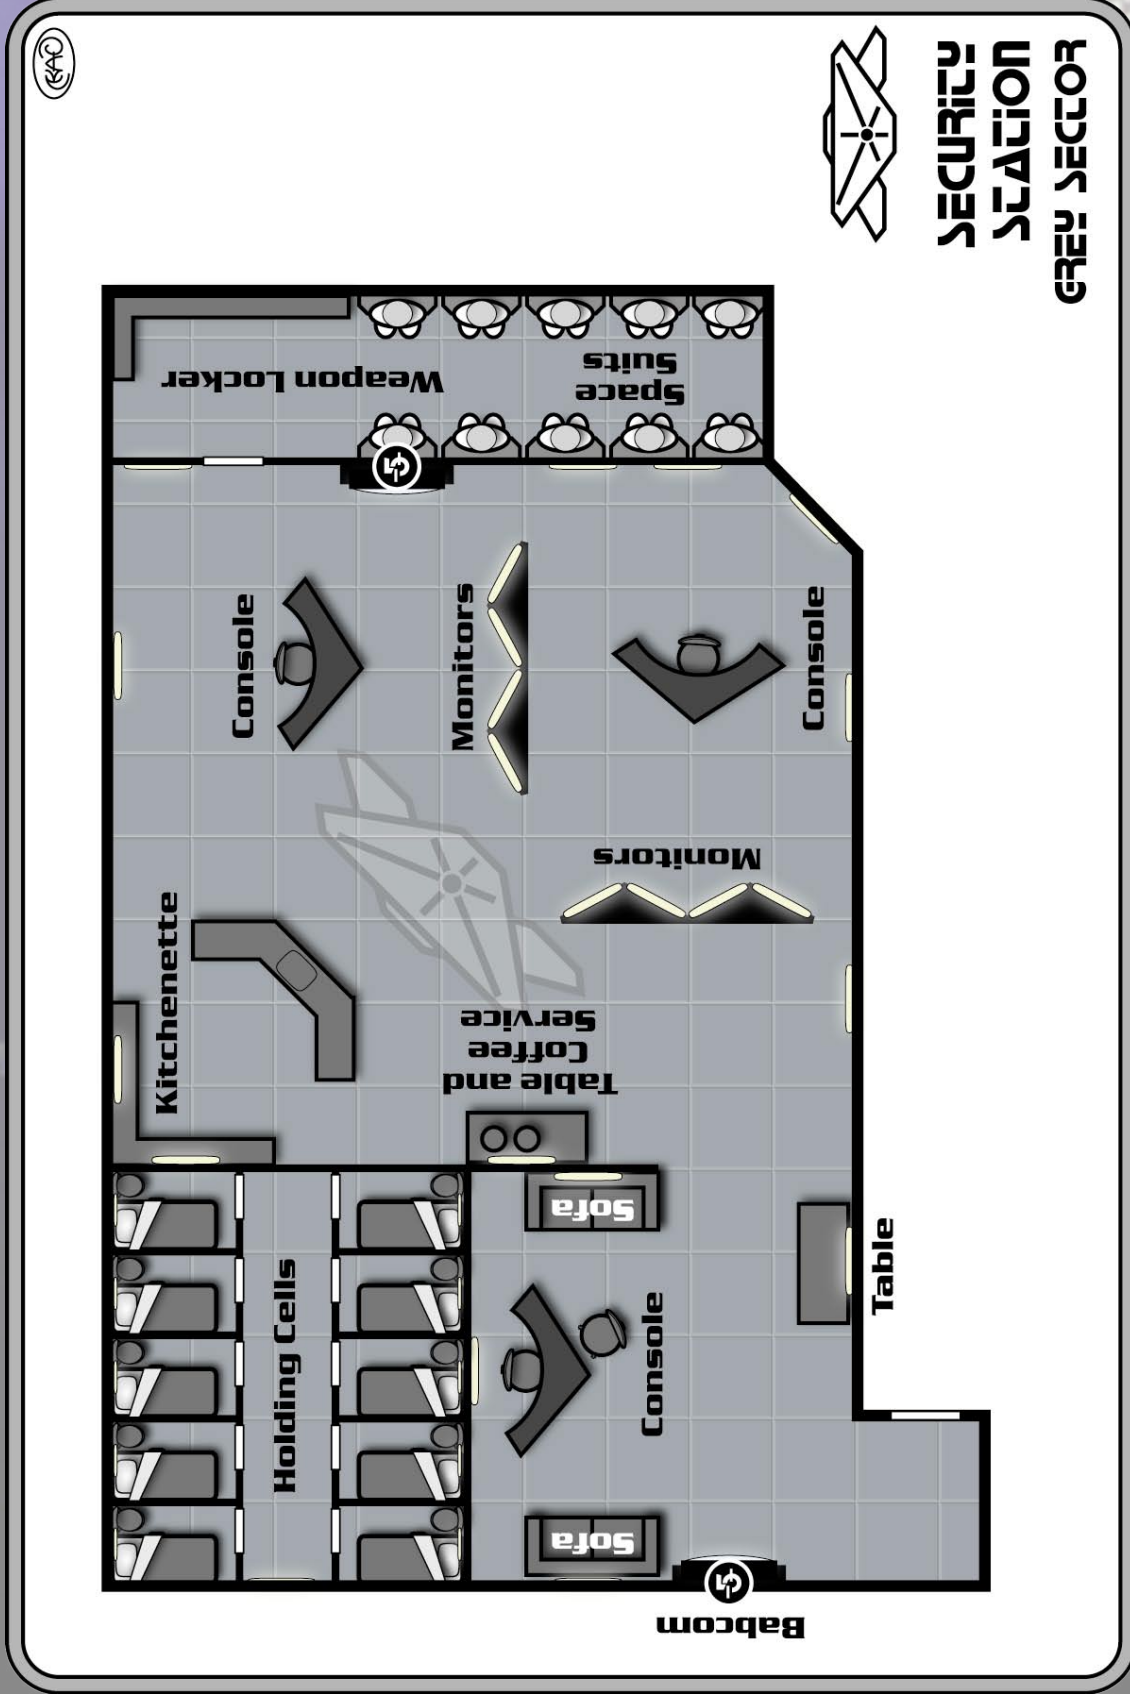 SECURITY
STATION
GREY SECTOR
Weapon Locker
Space
Suits
Console
Monitors
Console
Monitors
Kitchenette
Table and
Coffee
Service
Sofa
Holding Cells
Console
Table
Sofa
Babcom